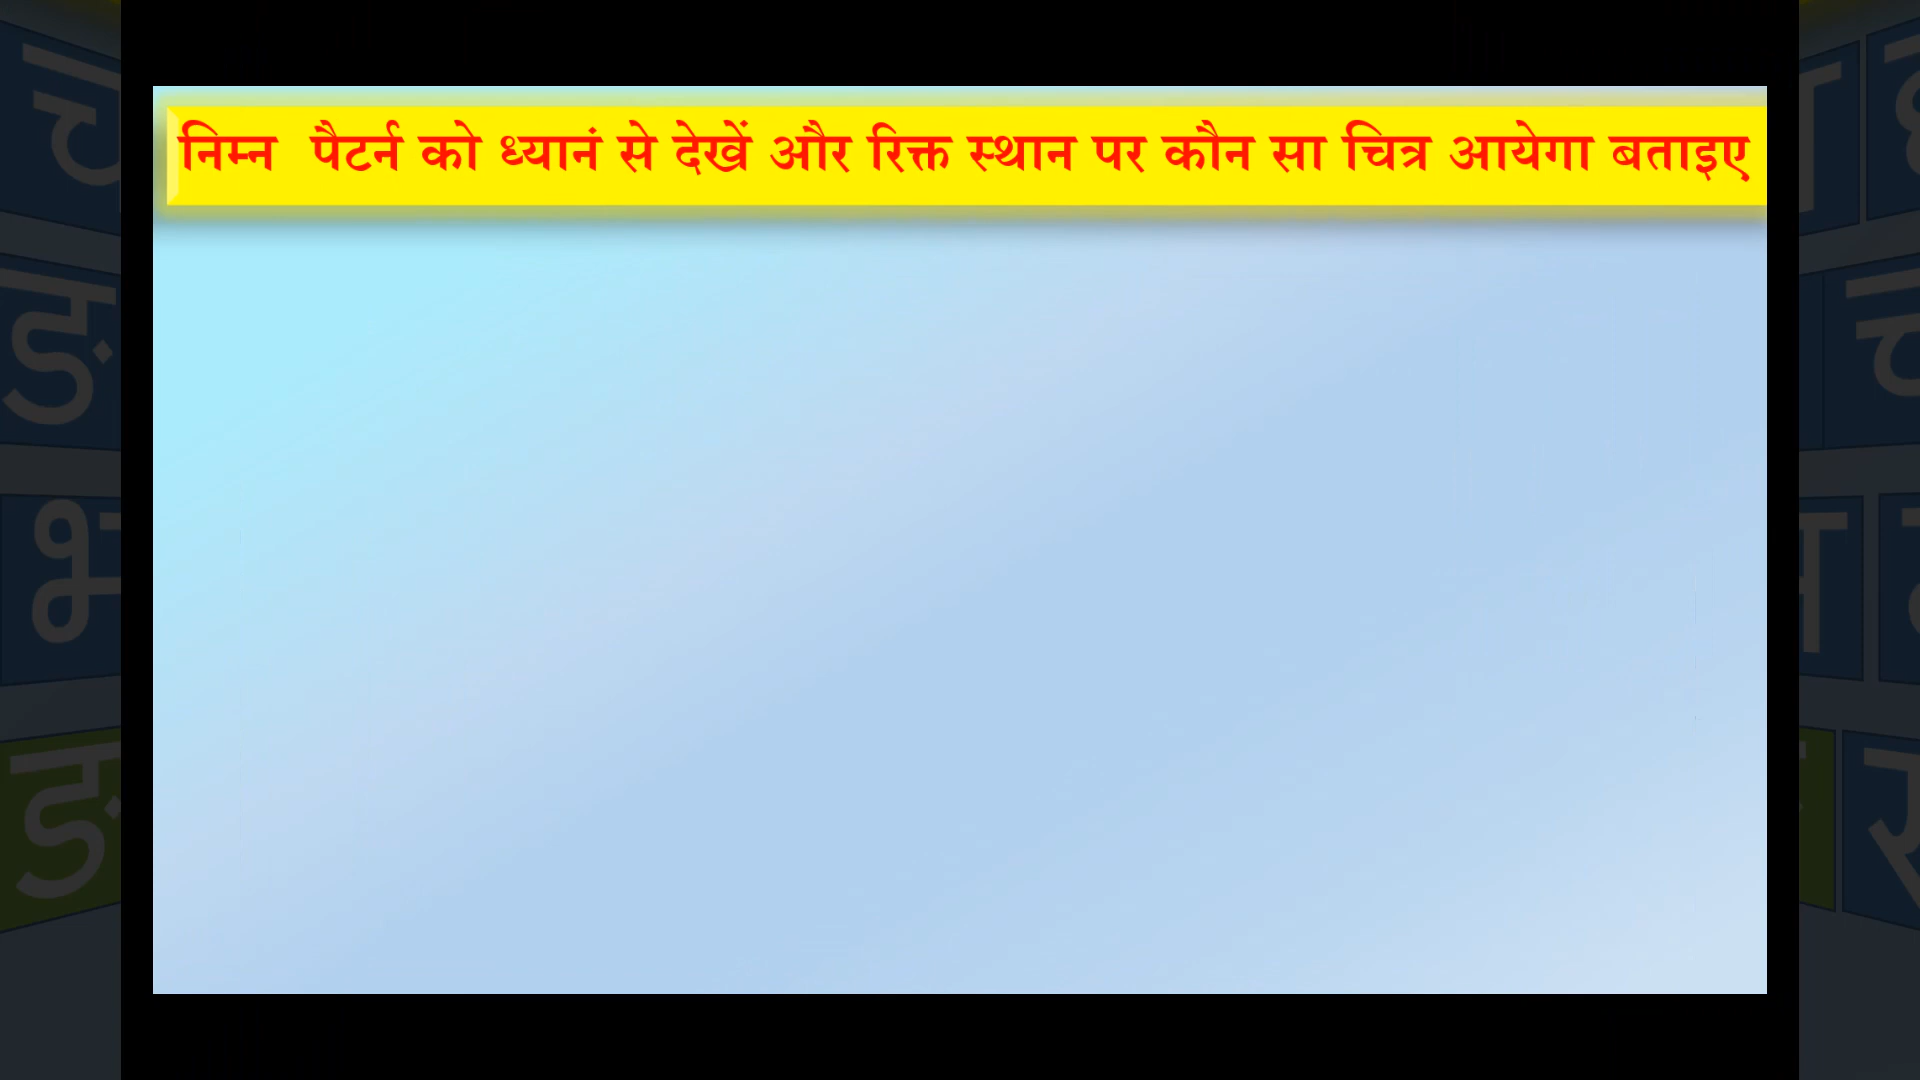 निम्न पैटर्न को ध्यानं से देखें और रिक्त स्थान पर कौन सा चित्र आयेगा बताइए
च
ङ
भ
ङ
च